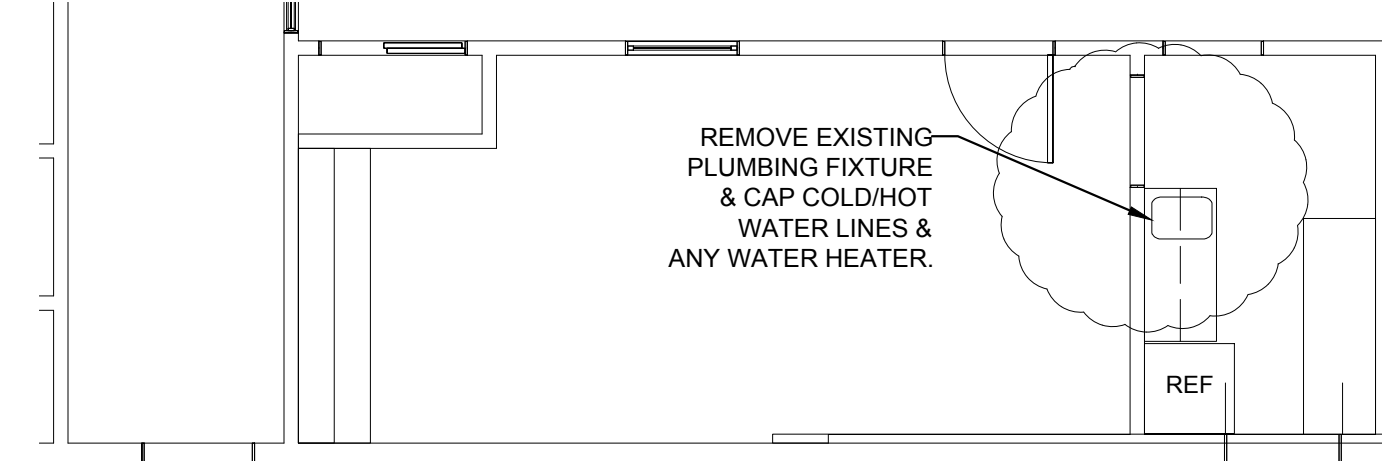 REMOVE EXISTING
PLUMBING FIXTURE
& CAP COLD/HOT
WATER LINES &
ANY WATER HEATER.
REF